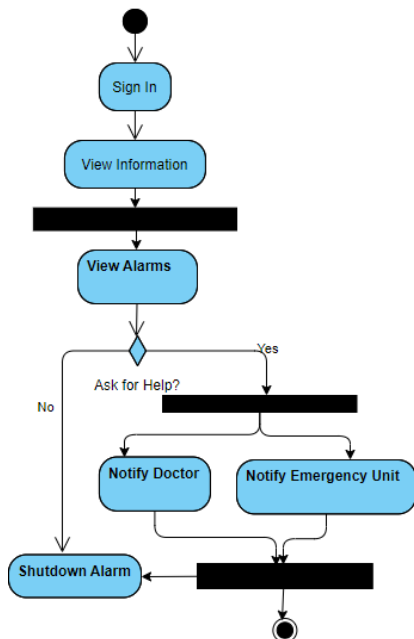 Sign In
View Information
View Alarms
Yes
Ask for Help?
No
Notify Doctor
Notify Emergency Unit
Shutdown Alarm